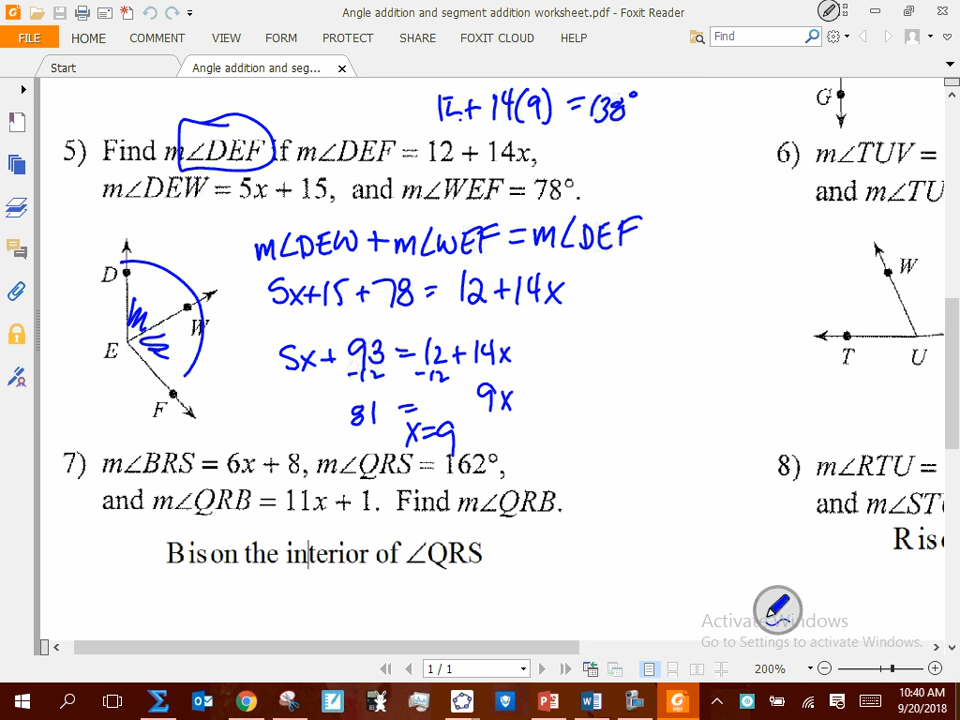 Angle addition and segment addition worksheet.pdf - Foxit Reader
FILE HOME COMMENT VIEW FORM PROTECT SHARE FOXIT CLOUD HELP Find
Start Angle addition and seg... ×
12 + 14(9) = 138°
G
5) Find m∠DEF if m∠DEF = 12 + 14x,
m∠DEW = 5x + 15, and m∠WEF = 78°.
6) m∠TUV =
and m∠TU
m∠DEW + m∠WEF = m∠DEF
5x+15+78 = 12+14x
D
W
E
F
5x + 93 = 12 + 14x
-12 -12
81 = 9x
x=9
W
T U
7) m∠BRS = 6x + 8, m∠QRS = 162°,
and m∠QRB = 11x + 1. Find m∠QRB.
B is on the interior of ∠QRS
8) m∠RTU =
and m∠ST
R is
Activate Windows
Go to Settings to activate Windows.
1 / 1 200%
10:40 AM
9/20/2018